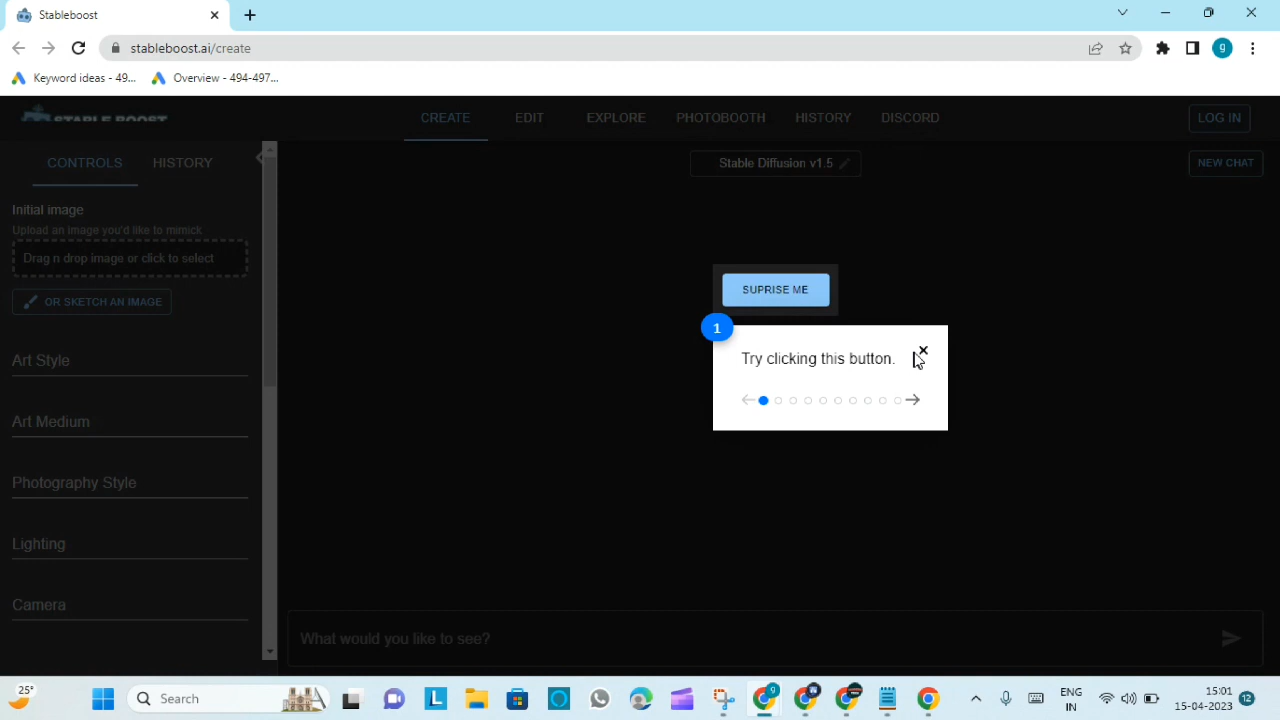 Stableboost
stableboost.ai/create
g
Keyword ideas - 49...
Overview - 494-497...
STABLE BOOST
CREATE
EDIT
EXPLORE
PHOTOBOOTH
HISTORY
DISCORD
LOG IN
CONTROLS
HISTORY
Stable Diffusion v1.5
NEW CHAT
Initial image
Upload an image you'd like to mimick
Drag n drop image or click to select
OR SKETCH AN IMAGE
SUPRISE ME
1
Try clicking this button.
Art Style
Art Medium
Photography Style
Lighting
Camera
What would you like to see?
25°
Search
L
9
ENG
IN
15:01
15-04-2023
12